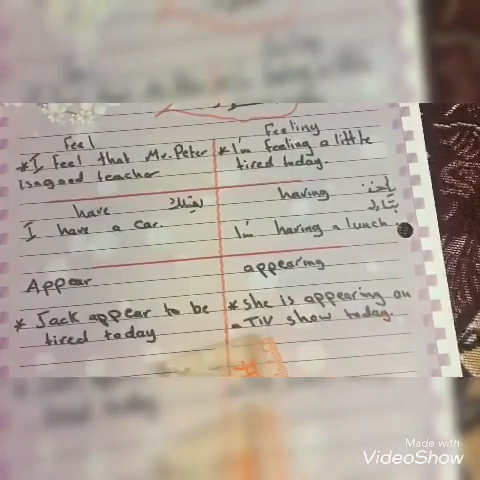 Feel
Feeling
*I Feel that Mr. Peter
*I'm Feeling a little
is a good teacher
tired today.
have يمتلك
having يأخذ
يتناول
I have a car.
I'm having a lunch.
Appear
appearing
* Jack appear to be
* she is appearing on
tired today
a T.V show today.
Made with
VideoShow